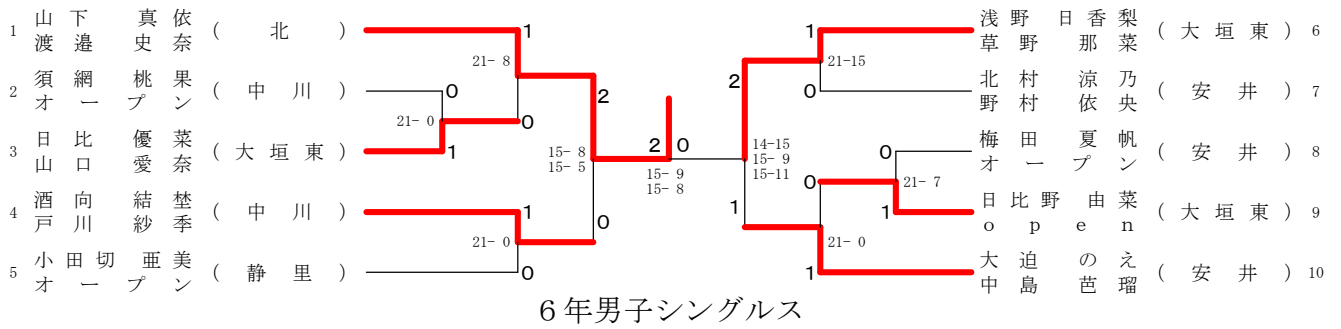 1 山下 真依
渡邉 史奈 (北)
2 須網 桃果
オープン (中川)
3 日比 優菜
山口 愛奈 (大垣東)
4 酒向 結埜
戸川 紗季 (中川)
5 小田切 亜美
オープン (静里)
1
21- 8
0
21- 0
0
1
2
15- 8
15- 5
1
0
21- 0
0
2 0
15- 9
15- 8
2
14-15
15- 9
15-11
1
1
21-15
0
0
0
21- 7
1
21- 0
1
浅野 日香梨
草野 那菜 (大垣東) 6
北村 涼乃
野村 依央 (安井) 7
梅田 夏帆
オープン (安井) 8
日比野 由菜
open (大垣東) 9
大迫 のえ
中島 芭瑠 (安井) 10
6年男子シングルス